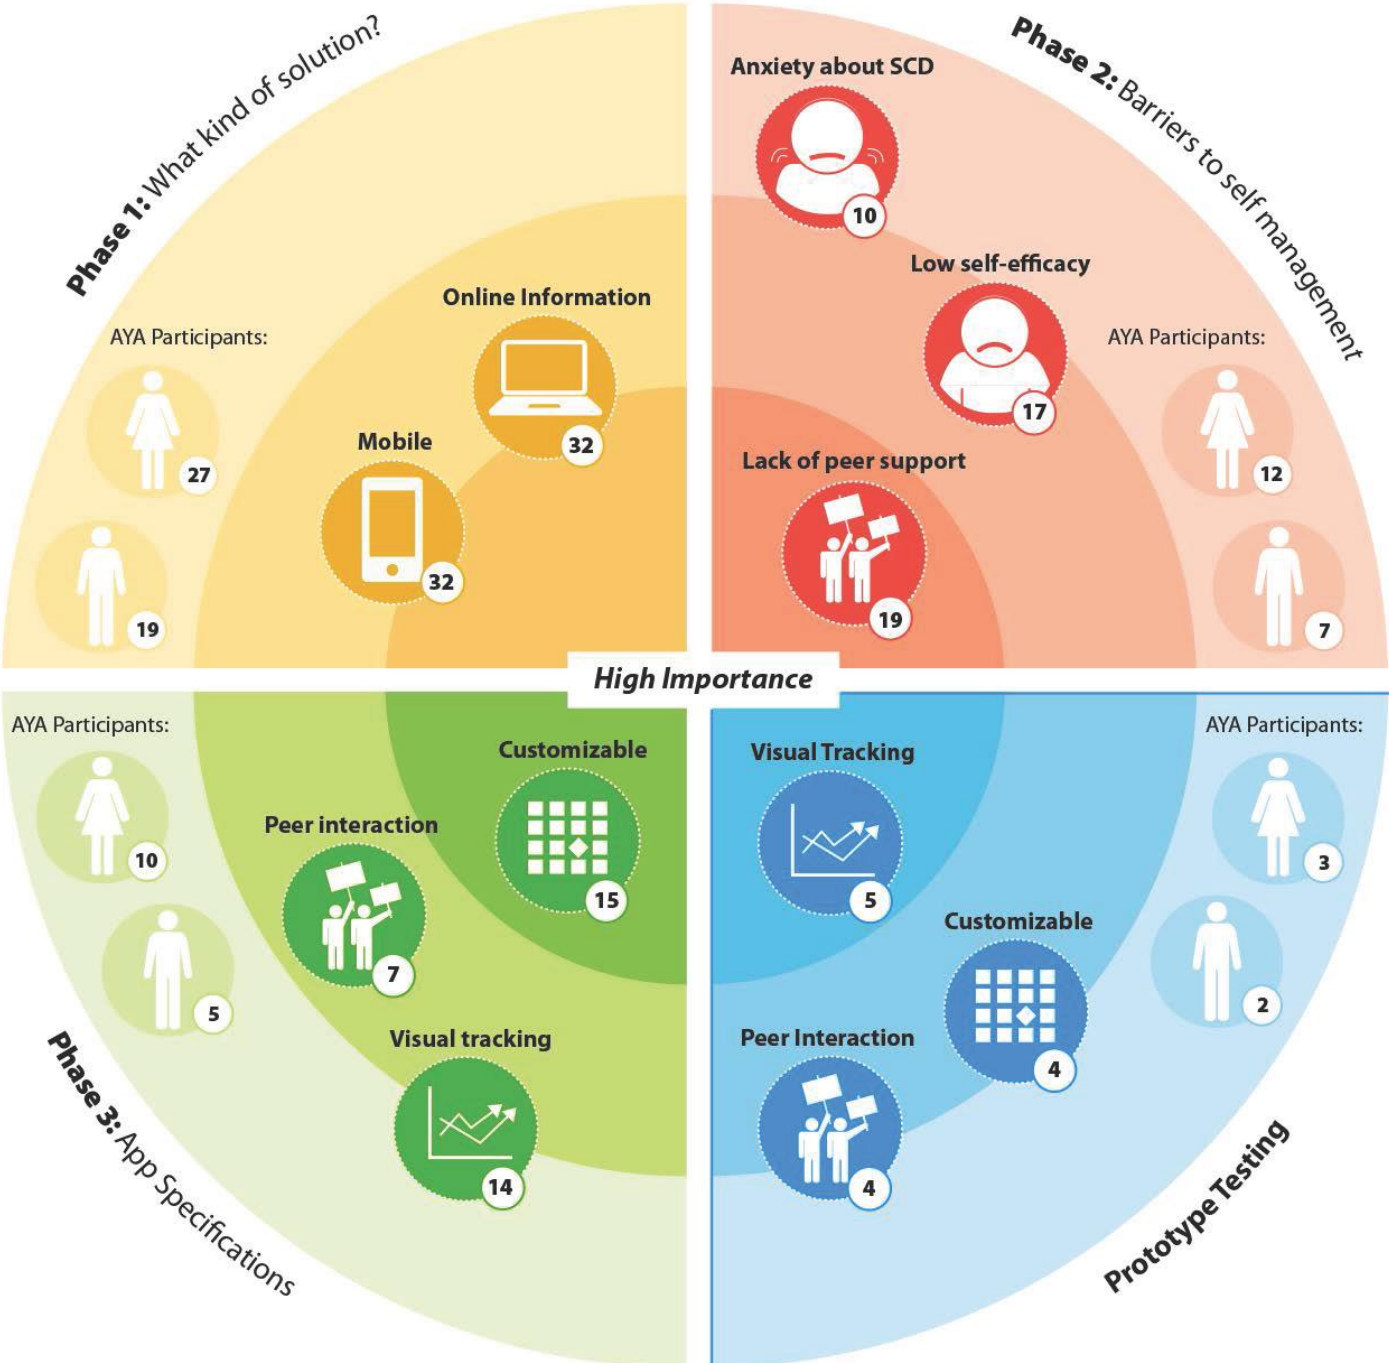 Phase 1: What kind of solution?
Online Information
32
Mobile
32
AYA Participants:
27
19
Phase 2: Barriers to self management
Anxiety about SCD
10
Low self-efficacy
17
Lack of peer support
19
AYA Participants:
12
7
High Importance
AYA Participants:
10
5
Customizable
15
Peer interaction
7
Visual tracking
14
Phase 3: App Specifications
Visual Tracking
5
Customizable
4
Peer Interaction
4
AYA Participants:
3
2
Prototype Testing